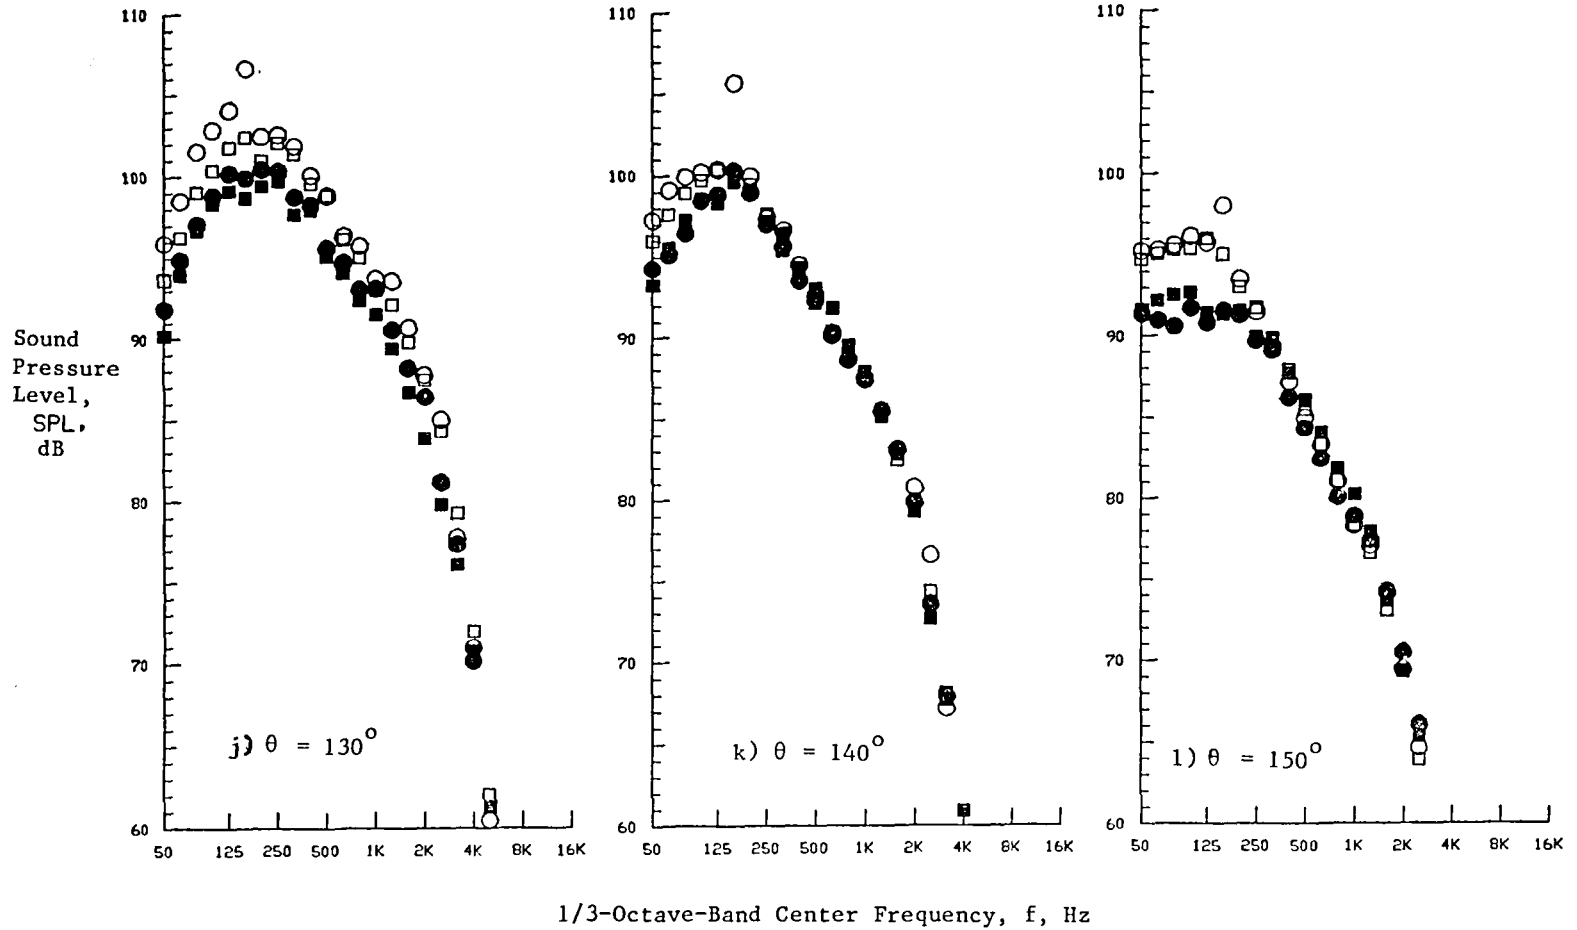 110
100
90
80
70
60
50 125 250 500 1K 2K 4K 8K 16K
j) θ = 130°
110
100
90
80
70
60
50 125 250 500 1K 2K 4K 8K 16K
k) θ = 140°
110
100
90
80
70
60
50 125 250 500 1K 2K 4K 8K 16K
l) θ = 150°
Sound
Pressure
Level,
SPL,
dB
1/3-Octave-Band Center Frequency, f, Hz